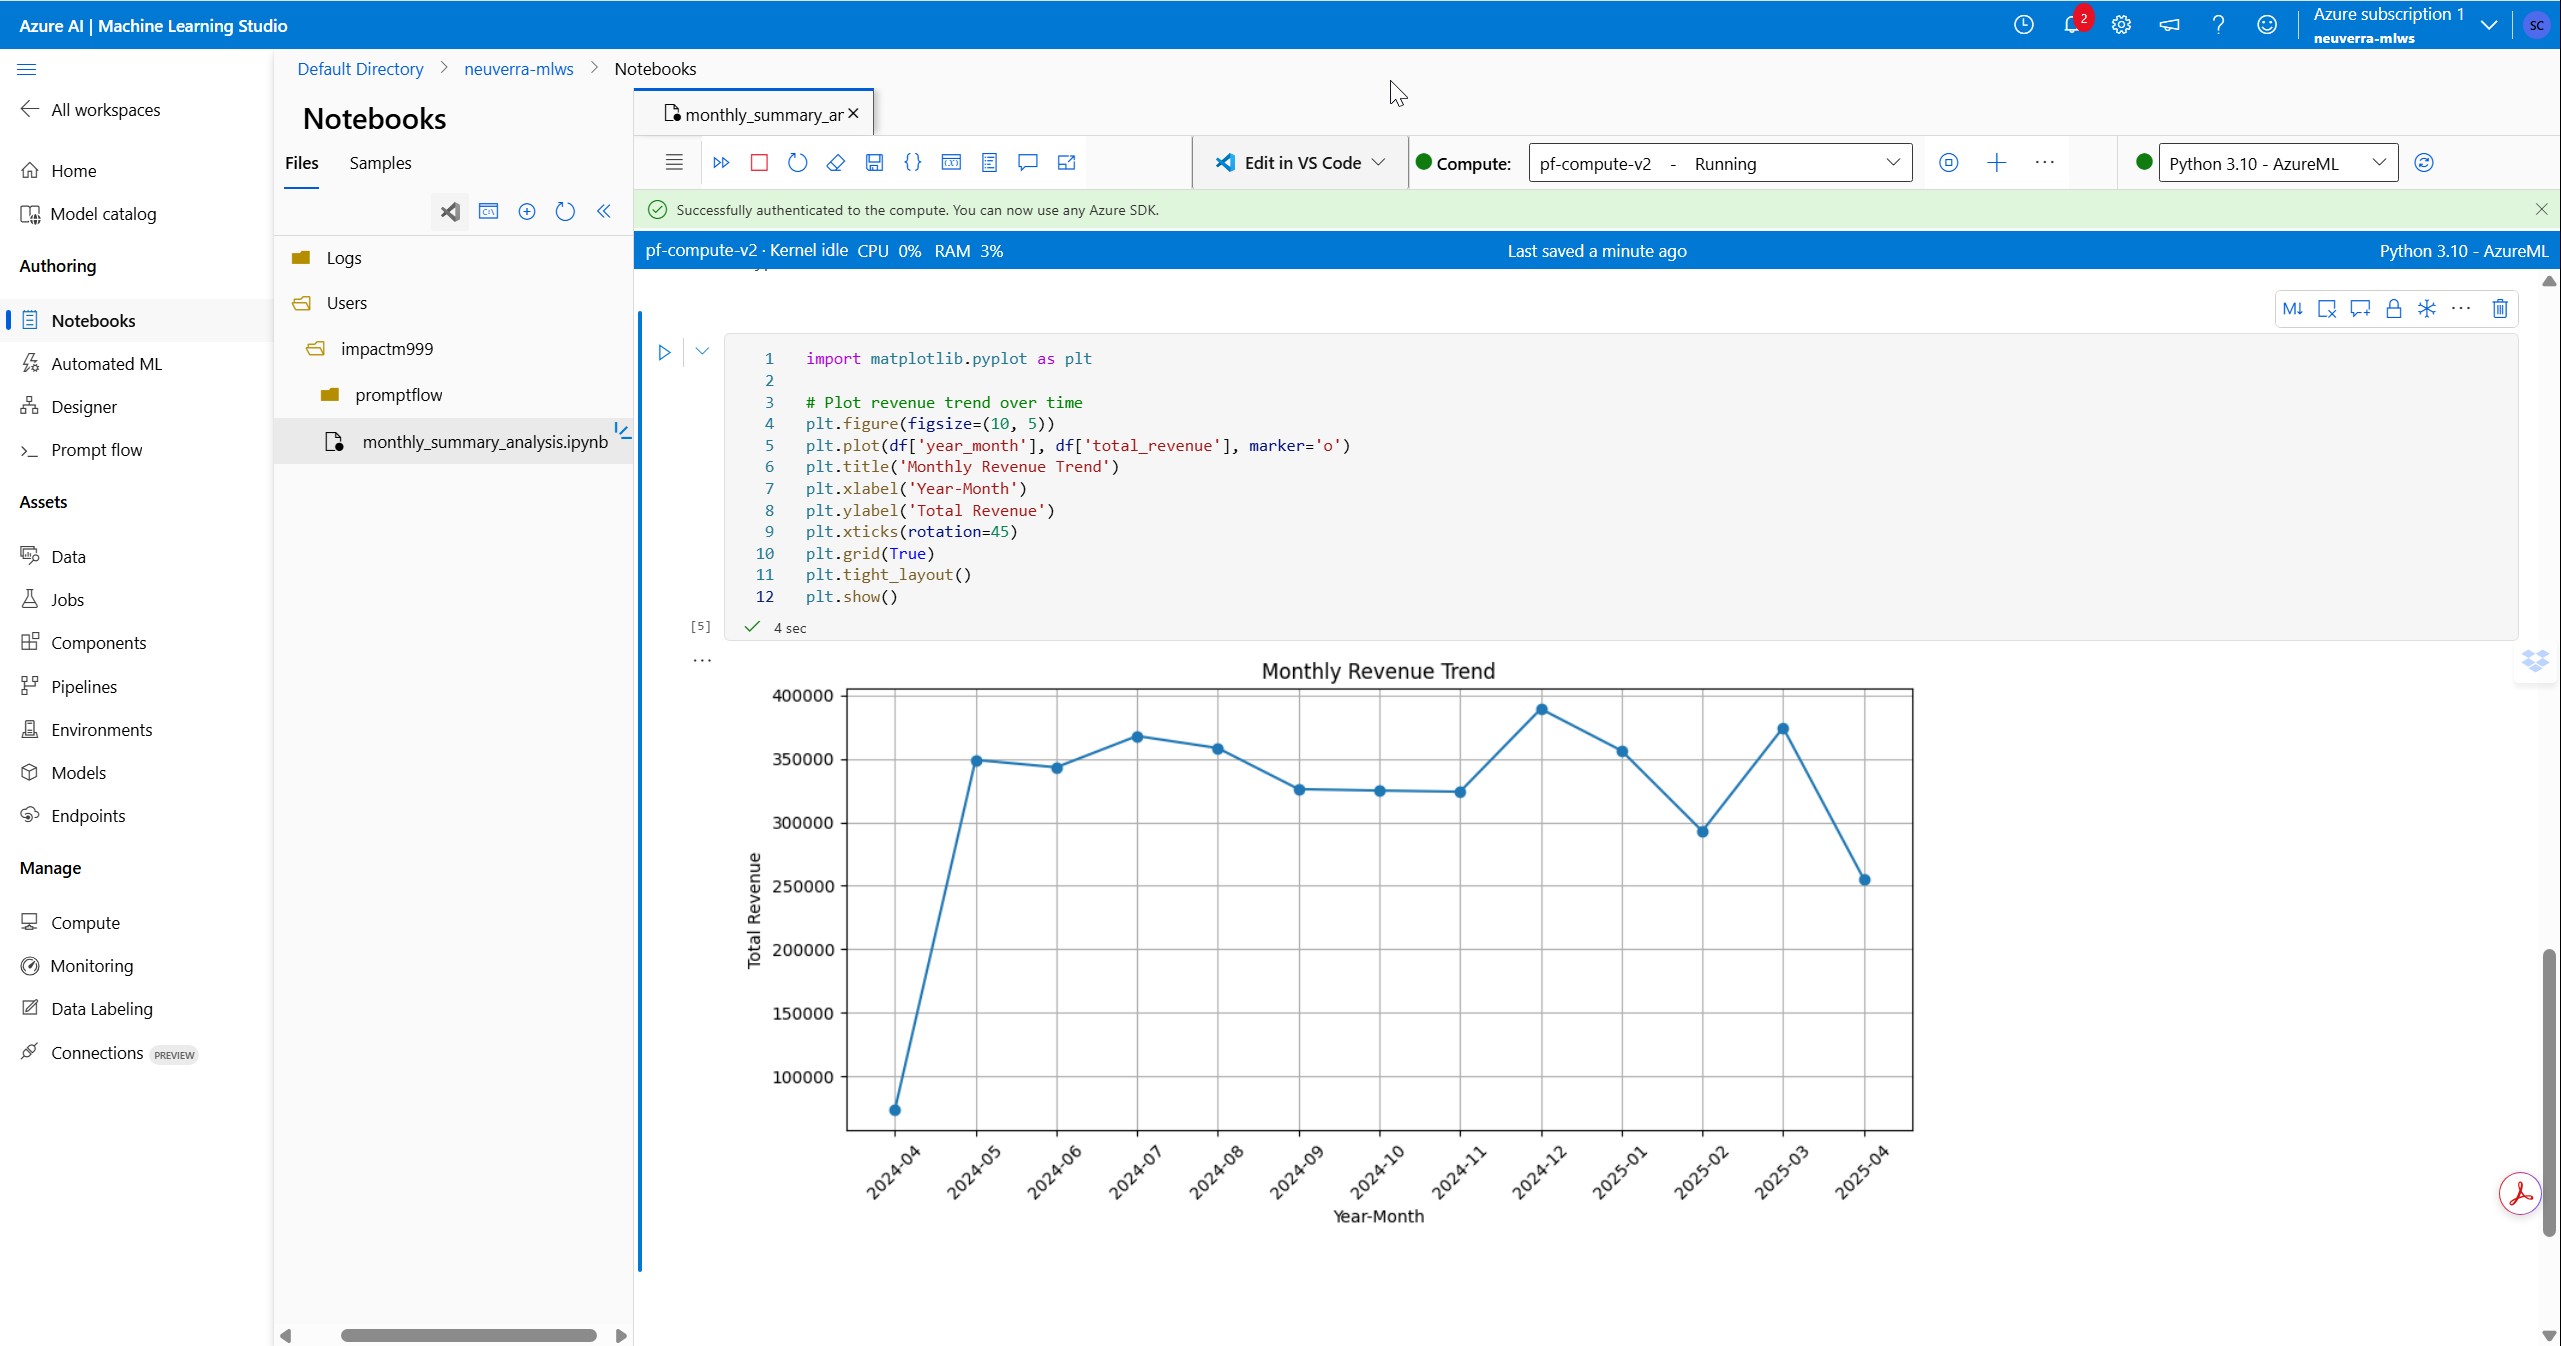 Azure AI | Machine Learning Studio
2
Azure subscription 1
neuverra-mlws
SC
All workspaces
Home
Model catalog
Authoring
Notebooks
Automated ML
Designer
Prompt flow
Assets
Data
Jobs
Components
Pipelines
Environments
Models
Endpoints
Manage
Compute
Monitoring
Data Labeling
Connections PREVIEW
Default Directory > neuverra-mlws > Notebooks
Notebooks
Files Samples
Logs
Users
impactm999
promptflow
monthly_summary_analysis.ipynb
monthly_summary_ar
Edit in VS Code
Compute: pf-compute-v2 - Running
Python 3.10 - AzureML
Successfully authenticated to the compute. You can now use any Azure SDK.
pf-compute-v2 · Kernel idle CPU 0% RAM 3% Last saved a minute ago Python 3.10 - AzureML
M↓
1 import matplotlib.pyplot as plt
2
3 # Plot revenue trend over time
4 plt.figure(figsize=(10, 5))
5 plt.plot(df['year_month'], df['total_revenue'], marker='o')
6 plt.title('Monthly Revenue Trend')
7 plt.xlabel('Year-Month')
8 plt.ylabel('Total Revenue')
9 plt.xticks(rotation=45)
10 plt.grid(True)
11 plt.tight_layout()
12 plt.show()
[5] 4 sec
Monthly Revenue Trend
400000
350000
300000
250000
200000
150000
100000
Total Revenue
2024-04 2024-05 2024-06 2024-07 2024-08 2024-09 2024-10 2024-11 2024-12 2025-01 2025-02 2025-03 2025-04
Year-Month